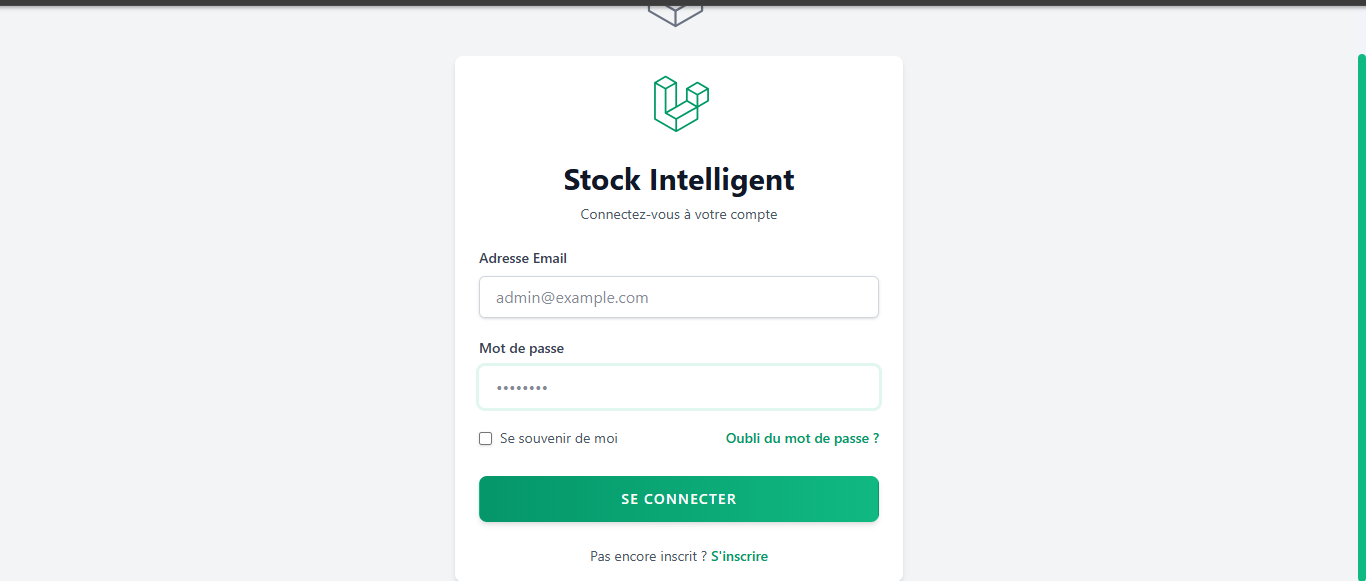 Stock Intelligent
Connectez-vous à votre compte
Adresse Email
admin@example.com
Mot de passe
••••••••
Se souvenir de moi
Oubli du mot de passe ?
SE CONNECTER
Pas encore inscrit ? S'inscrire